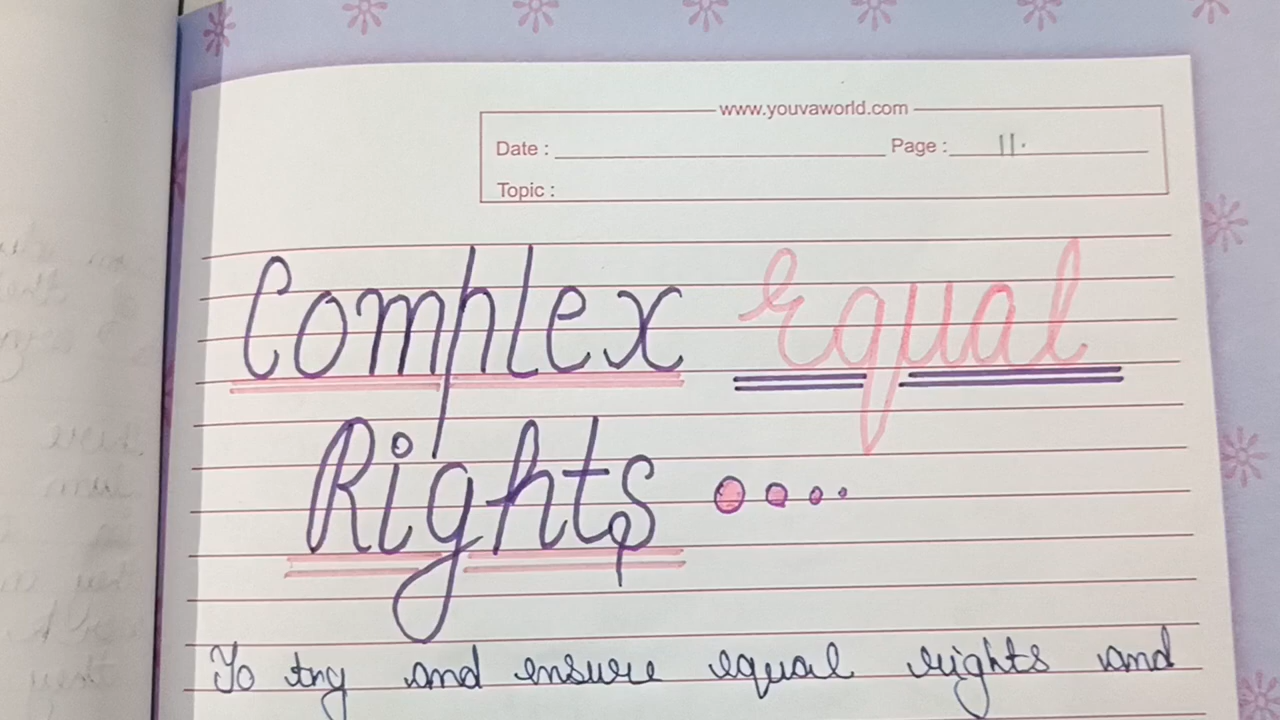 www.youvaworld.com
Date : Page : 11.
Topic :
Complex Equal
Rights ....
To try and ensure equal rights and